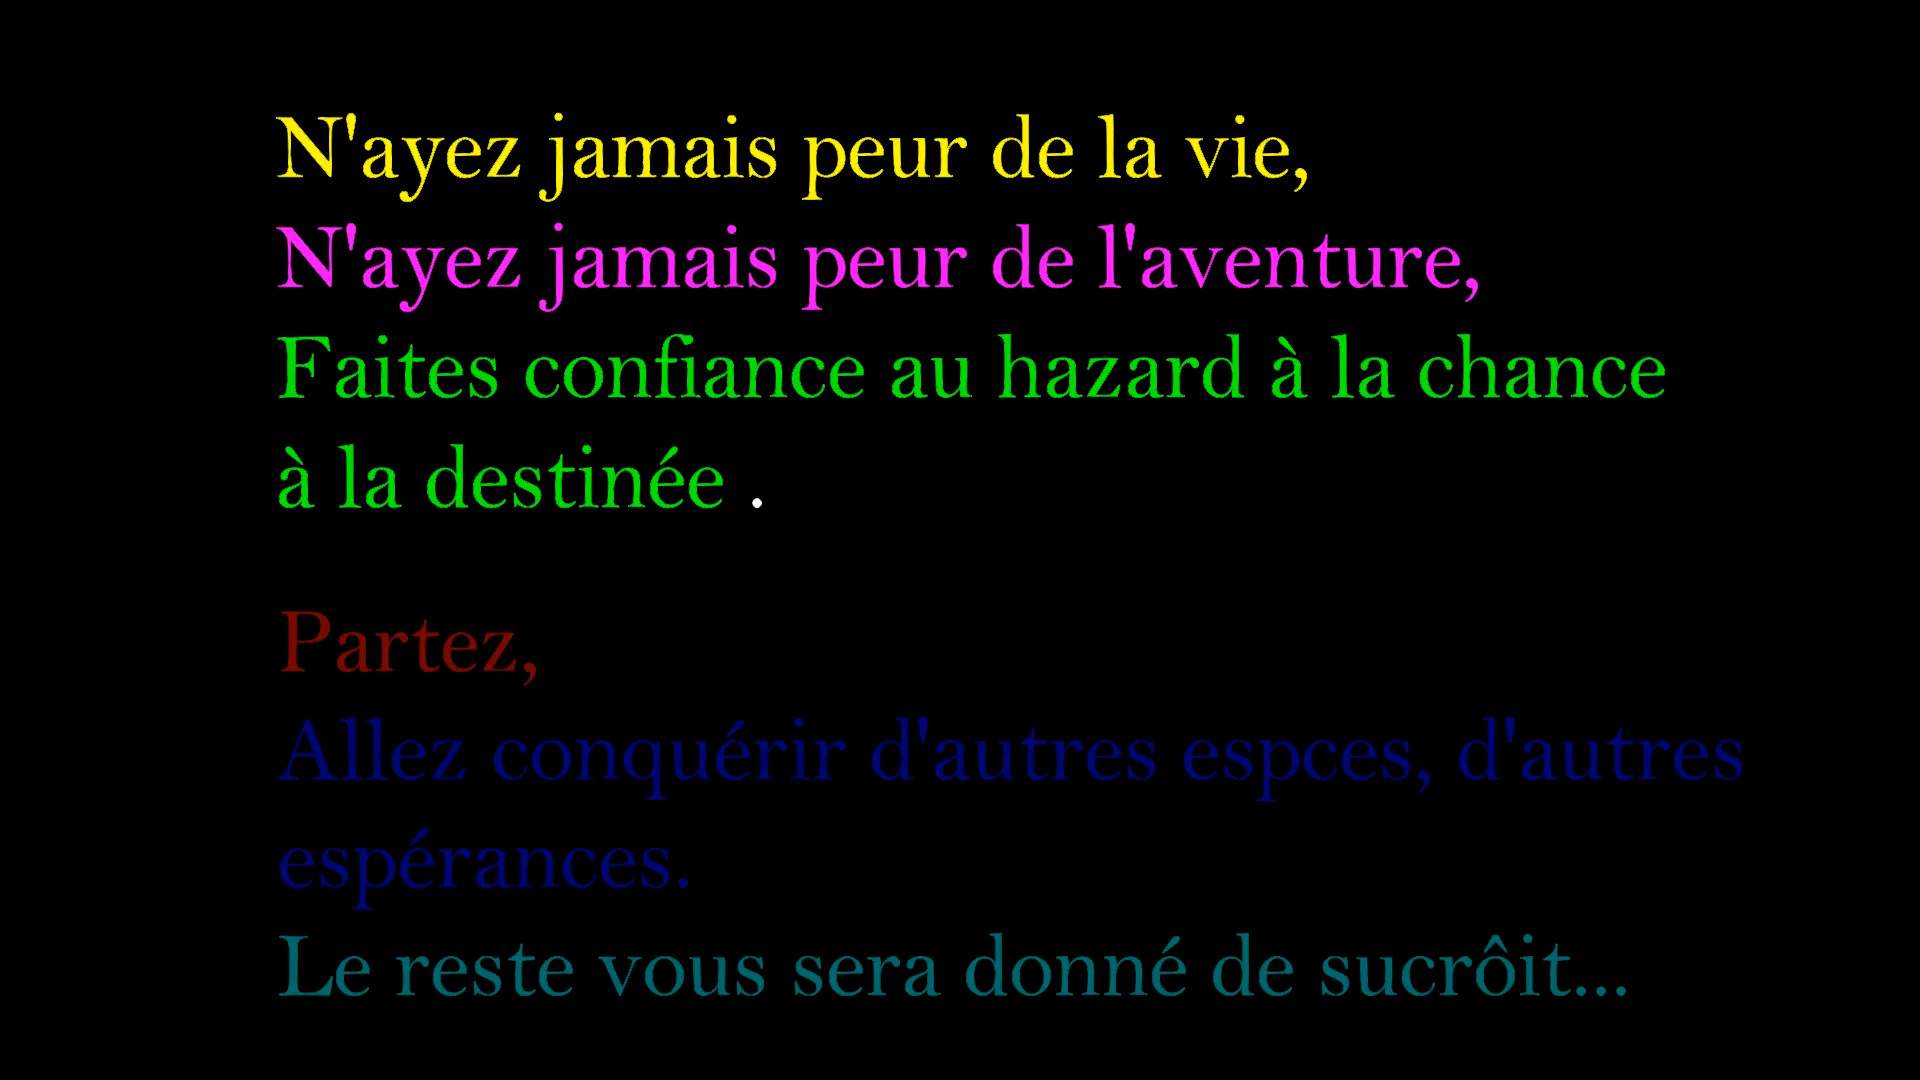 N'ayez jamais peur de la vie,
N'ayez jamais peur de l'aventure,
Faites confiance au hazard à la chance
à la destinée .
Partez,
Allez conquérir d'autres espces, d'autres
espérances.
Le reste vous sera donné de sucrôit...